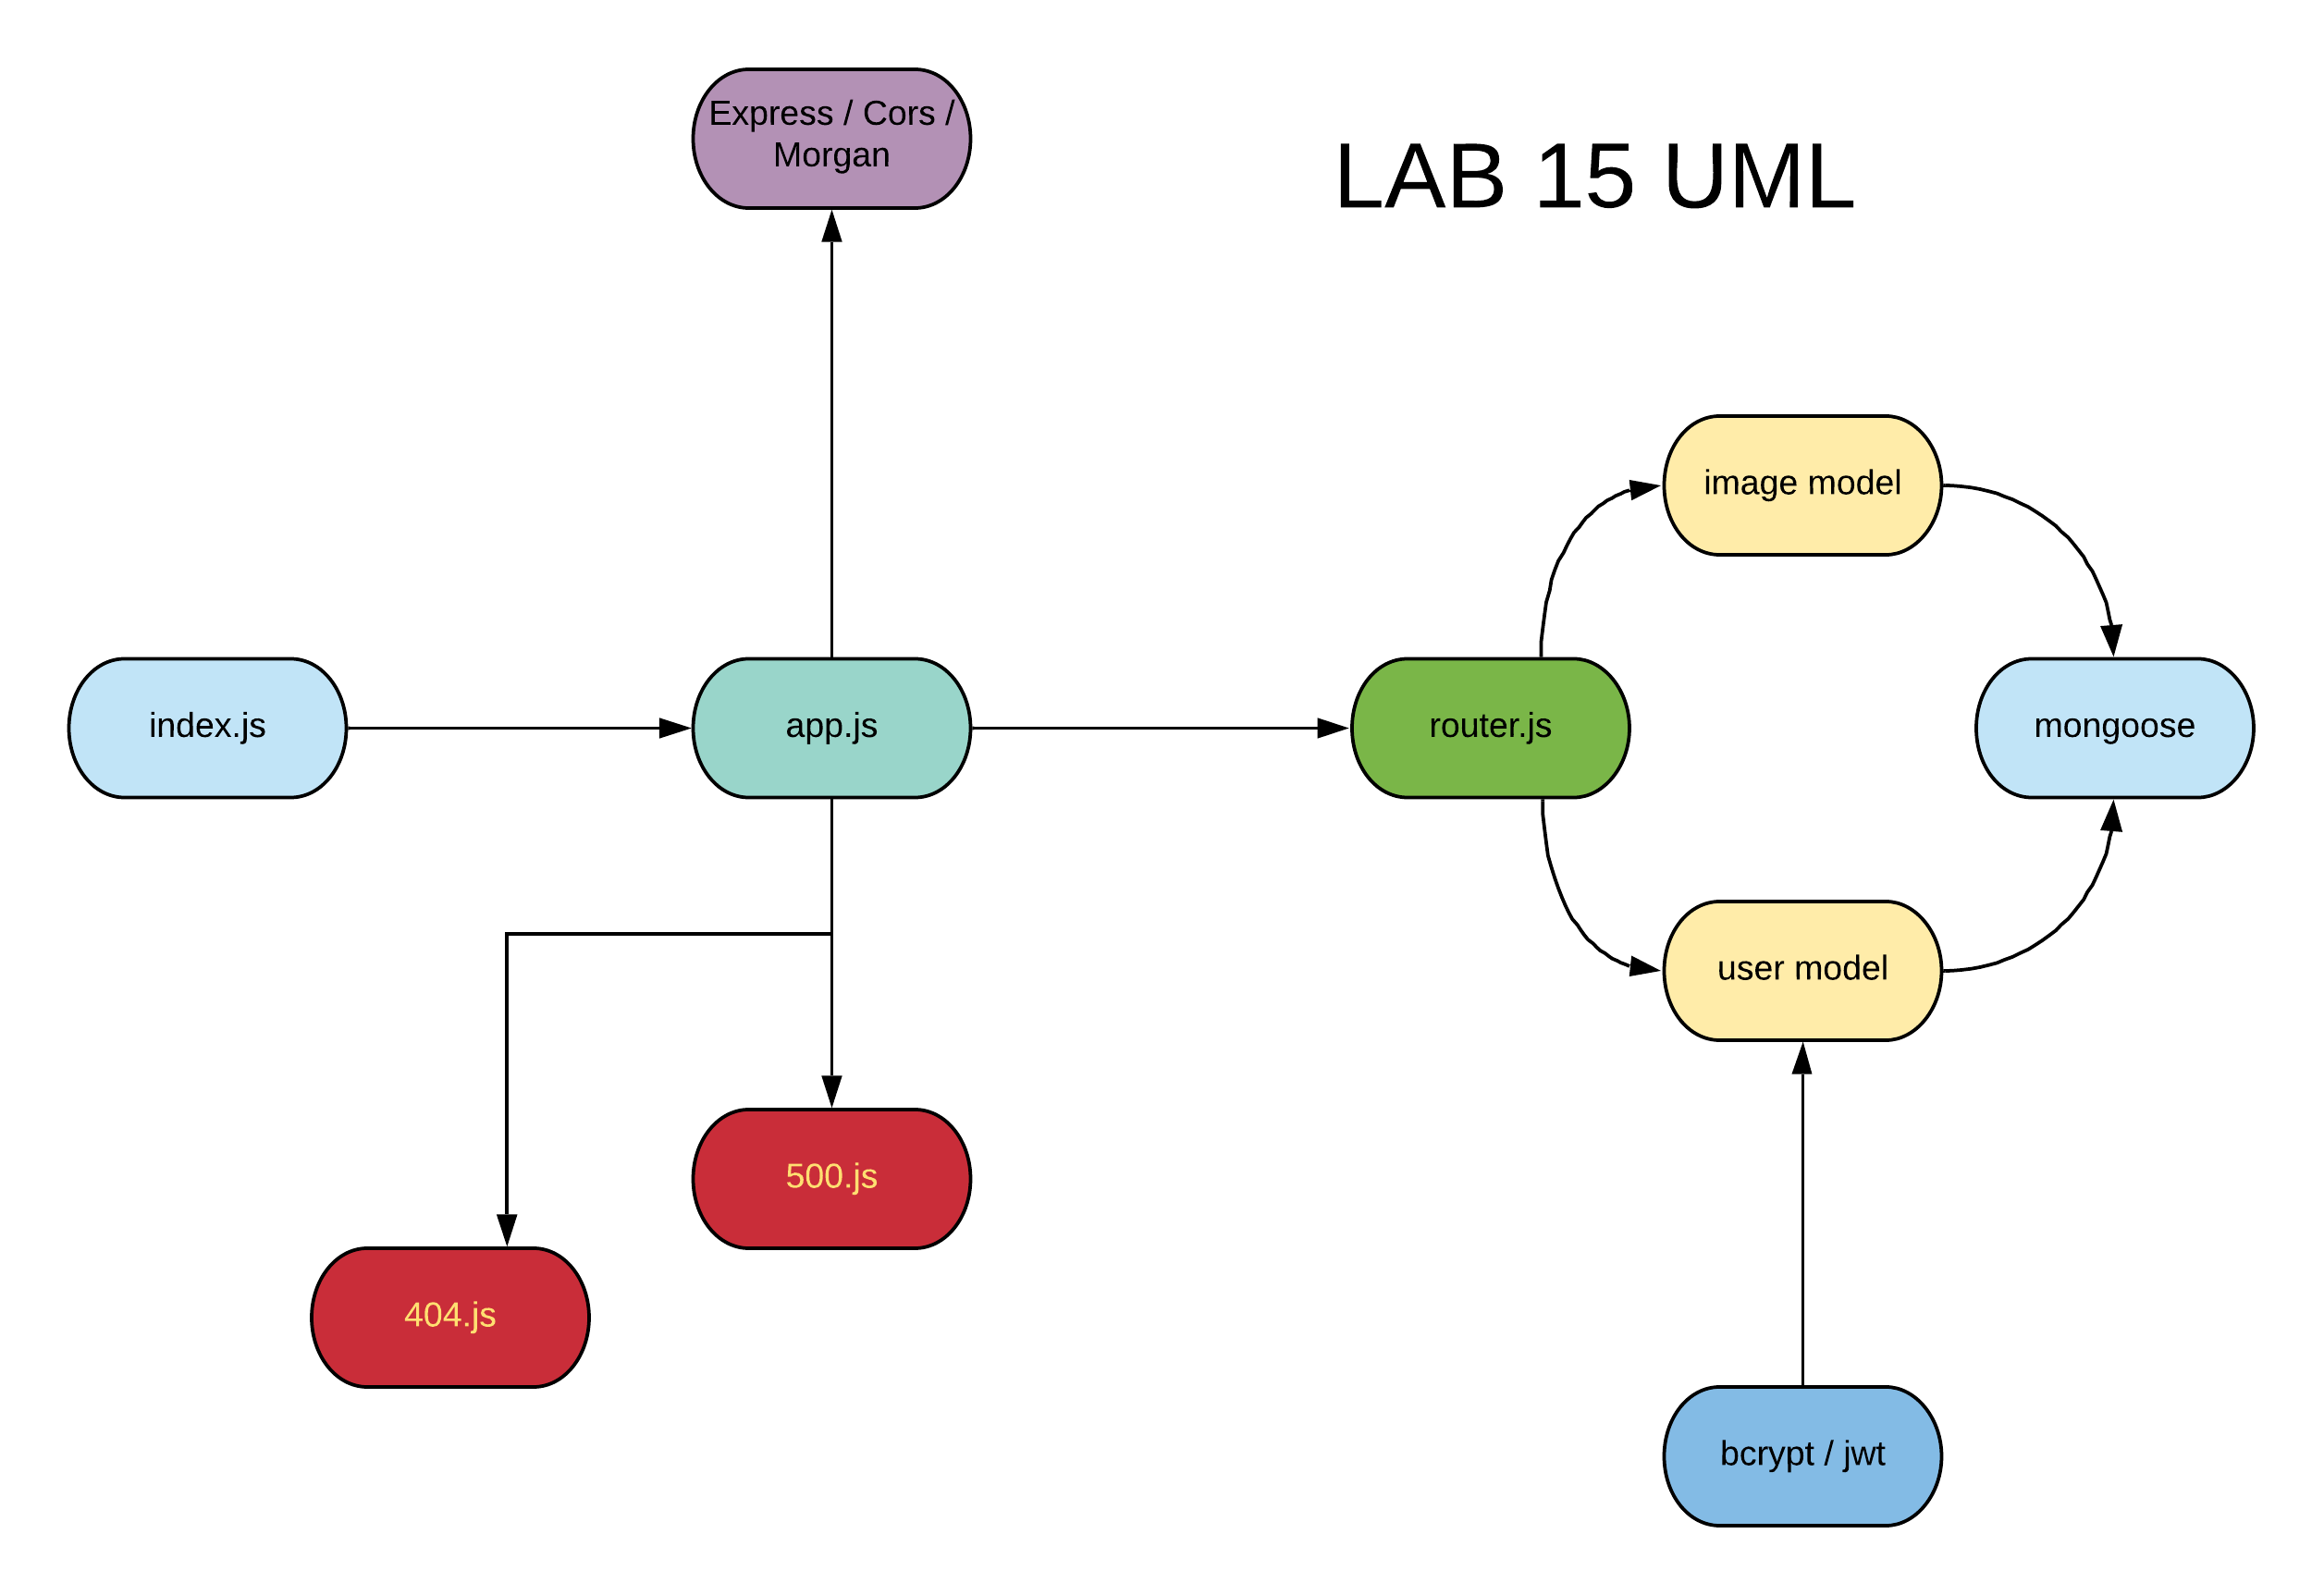 Express / Cors /
Morgan
LAB 15 UML
image model
index.js
app.js
router.js
mongoose
user model
500.js
404.js
bcrypt / jwt